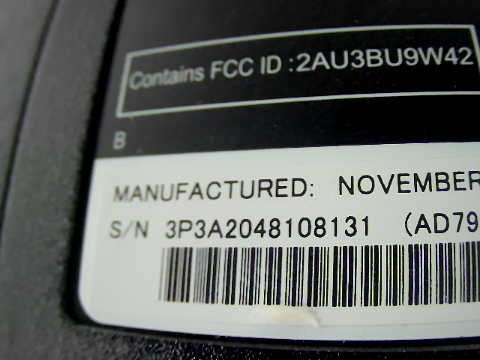 Contains FCC ID :2AU3BU9W42
B
MANUFACTURED: NOVEMBER
S/N 3P3A2048108131 (AD79